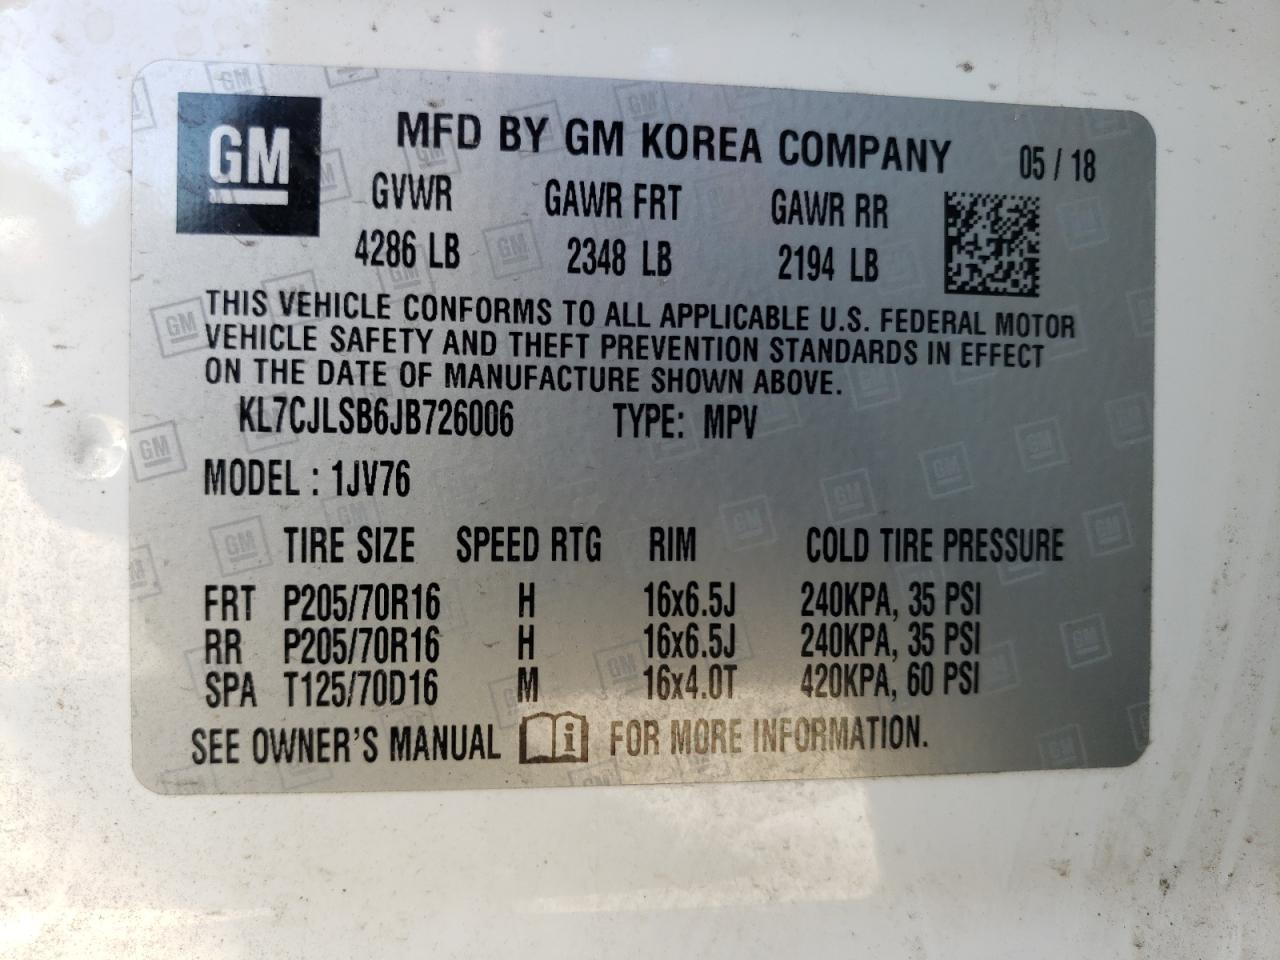 GM
MFD BY GM KOREA COMPANY 05 / 18
GVWR GAWR FRT GAWR RR
4286 LB 2348 LB 2194 LB
THIS VEHICLE CONFORMS TO ALL APPLICABLE U.S. FEDERAL MOTOR
VEHICLE SAFETY AND THEFT PREVENTION STANDARDS IN EFFECT
ON THE DATE OF MANUFACTURE SHOWN ABOVE.
KL7CJLSB6JB726006 TYPE: MPV
MODEL : 1JV76
TIRE SIZE SPEED RTG RIM COLD TIRE PRESSURE
FRT P205/70R16 H 16x6.5J 240KPA, 35 PSI
RR P205/70R16 H 16x6.5J 240KPA, 35 PSI
SPA T125/70D16 M 16x4.0T 420KPA, 60 PSI
SEE OWNER'S MANUAL i FOR MORE INFORMATION.